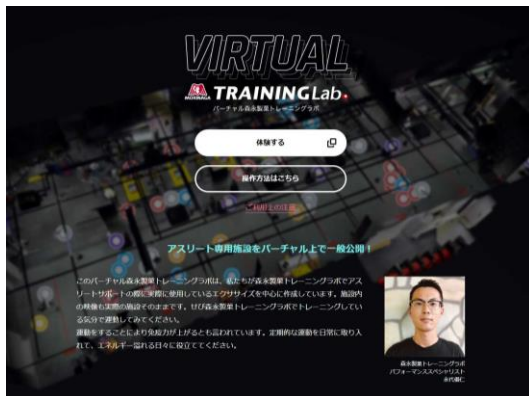 VIRTUAL
MORINAGA TRAINING Lab.
バーチャル森永製菓トレーニングラボ
体験する
操作方法はこちら
ご利用上の注意
アスリート専用施設をバーチャル上で一般公開！
このバーチャル森永製菓トレーニングラボは、私たちが森永製菓トレーニングラボでアス
リートサポートの際に実際に使用しているエクササイズを中心に作成しています。施設内
の映像も実際の施設そのままです。ぜひ森永製菓トレーニングラボでトレーニングしてい
る気分で運動してみてください。
運動をすることにより免疫力が上がるとも言われています。定期的な運動を日常に取り入
れて、エネルギー溢れる日々に役立ててください。
森永製菓トレーニングラボ
パフォーマンススペシャリスト